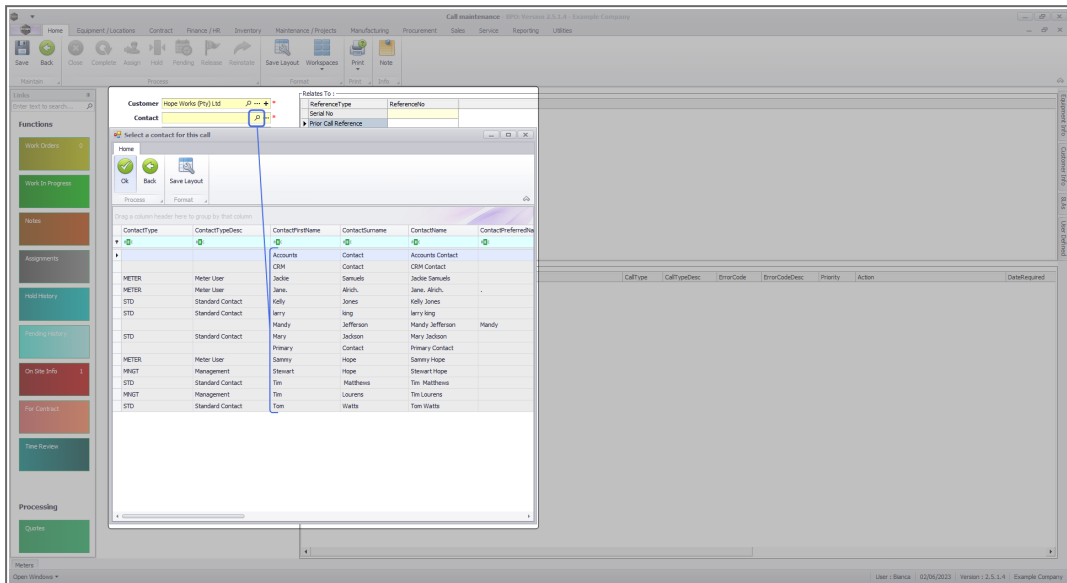 Call maintenance - BPO: Version 2.5.1.4 - Example Company
Home Equipment / Locations Contract Finance / HR Inventory Maintenance / Projects Manufacturing Procurement Sales Service Reporting Utilities
Save Back Close Complete Assign Hold Pending Release Reinstate Save Layout Workspaces Print Note
Maintain Process Format Print Info
Links
Enter text to search...
Functions
Work Orders 0
Work In Progress
Notes
Assignments
Hold History
Pending History
On Site Info 1
For Contract
Time Review
Processing
Quotes
Customer Hope Works (Pty) Ltd *
Contact *
Relates To :
ReferenceType ReferenceNo
Serial No
Prior Call Reference
Select a contact for this call
Home
Ok Back Save Layout
Process Format
Drag a column header here to group by that column
ContactType ContactTypeDesc ContactFirstName ContactSurname ContactName ContactPreferredNa
Accounts Contact Accounts Contact
CRM Contact CRM Contact
METER Meter User Jackie Samuels Jackie Samuels
METER Meter User Jane. Alrich. Jane. Alrich. .
STD Standard Contact Kelly Jones Kelly Jones
STD Standard Contact larry king larry king
Mandy Jefferson Mandy Jefferson Mandy
STD Standard Contact Mary Jackson Mary Jackson
Primary Contact Primary Contact
METER Meter User Sammy Hope Sammy Hope
MNGT Management Stewart Hope Stewart Hope
STD Standard Contact Tim Matthews Tim Matthews
MNGT Management Tim Lourens Tim Lourens
STD Standard Contact Tom Watts Tom Watts
CallType CallTypeDesc ErrorCode ErrorCodeDesc Priority Action DateRequired
Equipment Info
Customer Info
SLAs
User Defined
Meters
Open Windows
User : Bianca 02/06/2023 Version : 2.5.1.4 Example Company